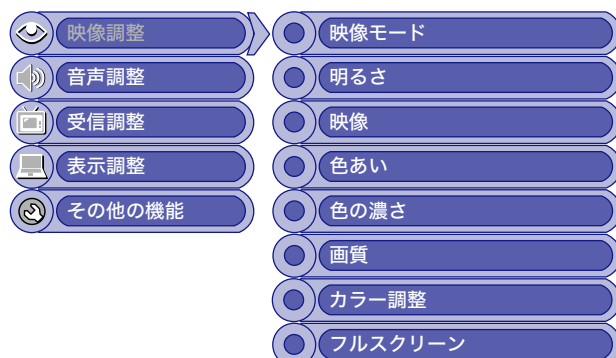 映像調整
音声調整
受信調整
表示調整
その他の機能
映像モード
明るさ
映像
色あい
色の濃さ
画質
カラー調整
フルスクリーン